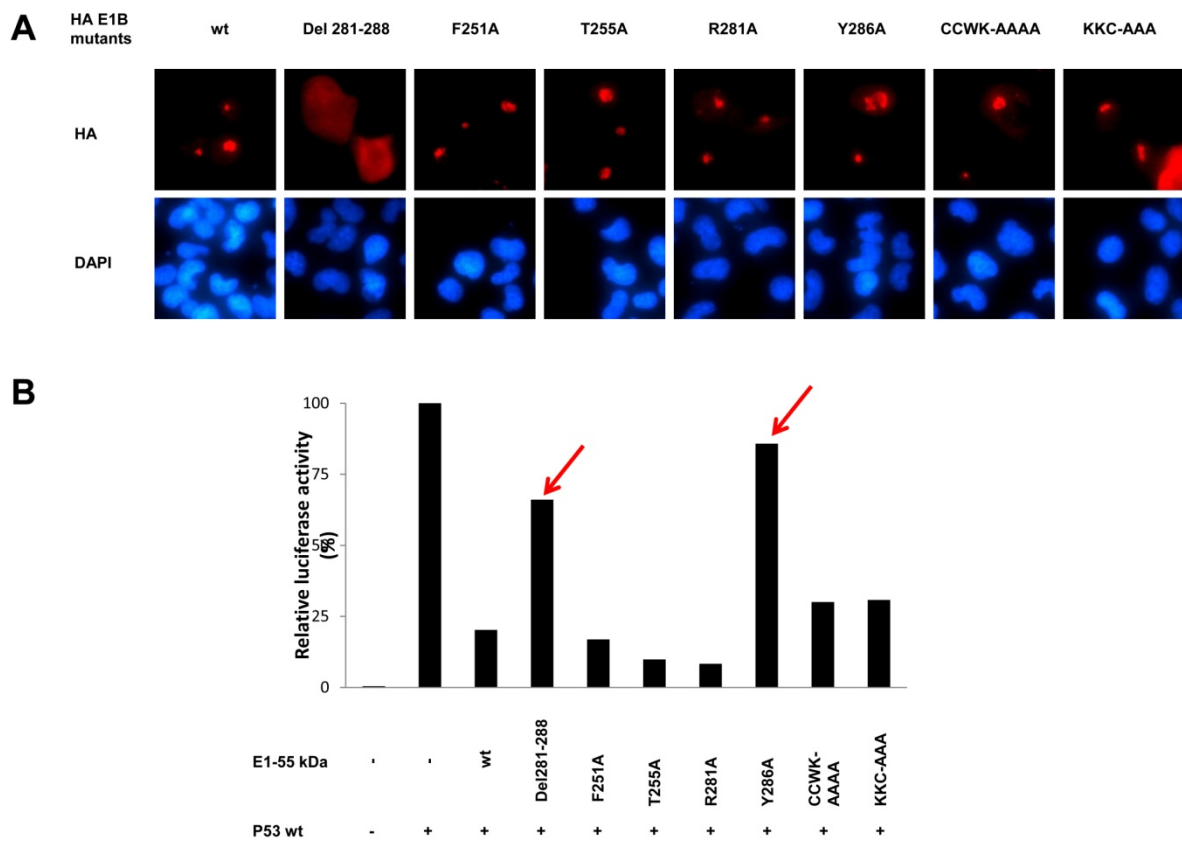 A
HA E1B
mutants
wt
Del 281-288
F251A
T255A
R281A
Y286A
CCWK-AAAA
KKC-AAA
HA
DAPI
B
Relative luciferase activity
(%)
100
75
50
25
0
E1-55 kDa
-
-
wt
Del281-288
F251A
T255A
R281A
Y286A
CCWK-
AAAA
KKC-AAA
P53 wt
-
+
+
+
+
+
+
+
+
+